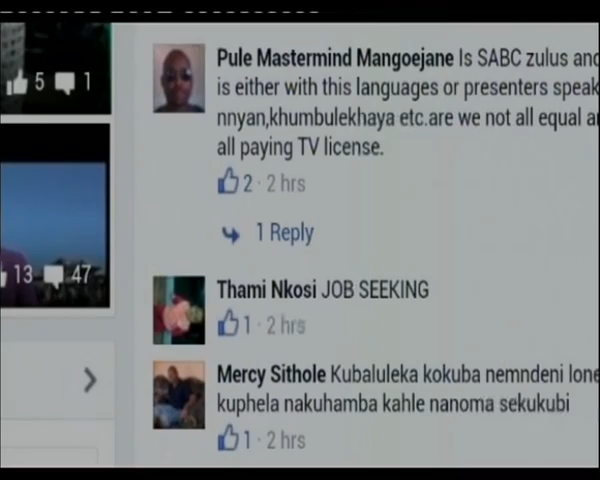 5 1
13 47
Pule Mastermind Mangoejane Is SABC zulus and
is either with this languages or presenters speak
nnyan,khumbulekhaya etc.are we not all equal
all paying TV license.
2 · 2 hrs
1 Reply
Thami Nkosi JOB SEEKING
1 · 2 hrs
Mercy Sithole Kubaluleka kokuba nemndeni
kuphela nakuhamba kahle nanoma sekukubi
1 · 2 hrs